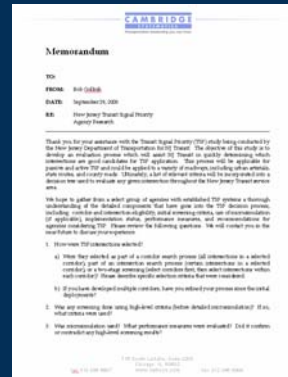 CAMBRIDGE
SYSTEMATICS
Memorandum
TO:
FROM: Bob
DATE: September 29, 2006
RE: New Jersey Transit Signal Priority
Agency Research
Thank you for your assistance with the Transit Signal Priority (TSP) study being conducted by
the New Jersey Department of Transportation for NJ Transit. The objective of this study is to
develop an evaluation process which will assist NJ Transit in quickly determining which
intersections are good candidates for TSP application. This process will be applicable for
passive and active TSP and could be applied to a variety of roadways, including urban arterials,
state routes, and county roads. Ultimately, a list of relevant criteria will be incorporated into a
decision tree used to evaluate any given intersection throughout the New Jersey Transit service
area.
We hope to gather from a select group of agencies with established TSP systems a thorough
understanding of the detailed components that have gone into the TSP decision process,
including: corridor and intersection eligibility, initial screening criteria, use of microsimulation
(if applicable), implementation status, performance measures, and recommendations for
agencies considering TSP. Please review the following questions. We will contact you in the
near future to discuss your experience.
1. How were TSP intersections selected?
a) Were they selected as part of a corridor search process (all intersections in a selected
corridor), part of an intersection search process (certain intersections in a selected
corridor), or a two-stage screening (select corridors first, then select intersections within
each corridor)? Please describe specific selection criteria that were considered.
b) If you have developed multiple corridors, have you refined your process since the initial
deployments?
2. Was any screening done using high-level criteria (before detailed microsimulation)? If so,
what criteria were used?
3. Was microsimulation used? What performance measures were evaluated? Did it confirm
or contradict any high-level screening results?